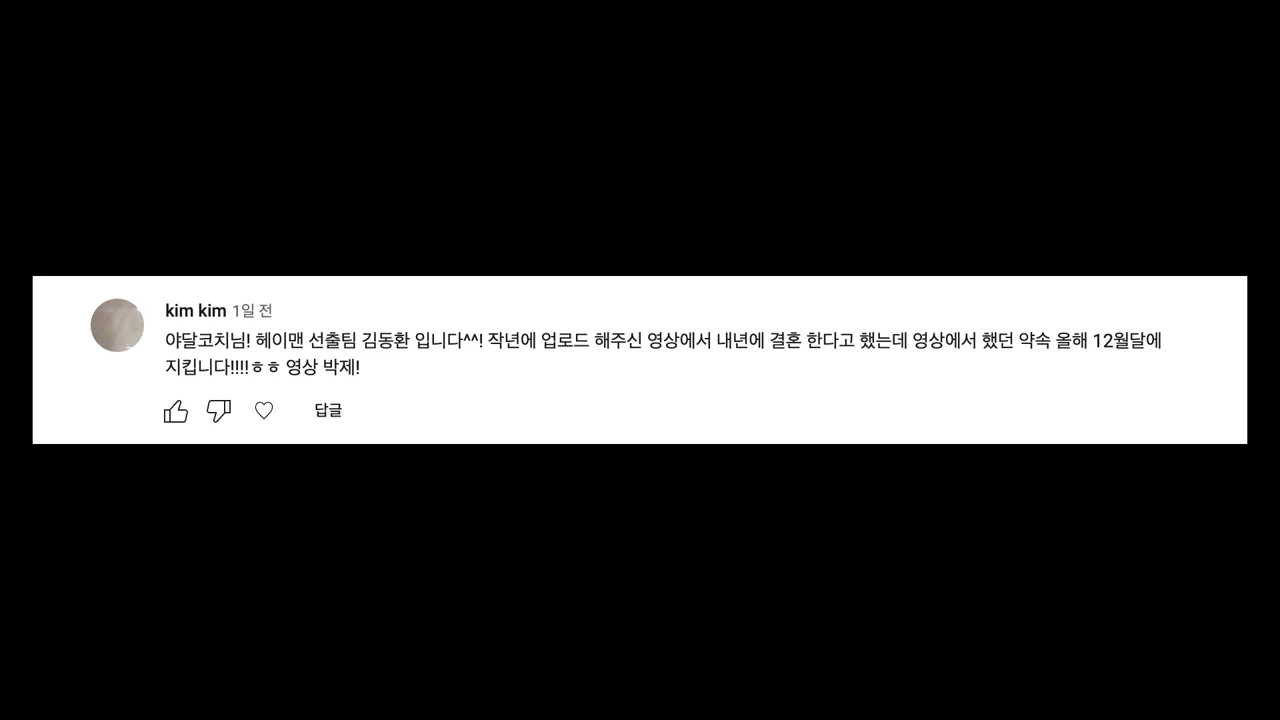 kim kim 1일 전
야달코치님! 헤이맨 선출팀 김동환 입니다^^! 작년에 업로드 해주신 영상에서 내년에 결혼 한다고 했는데 영상에서 했던 약속 올해 12월달에
지킵니다!!!!ㅎㅎ 영상 박제!
답글